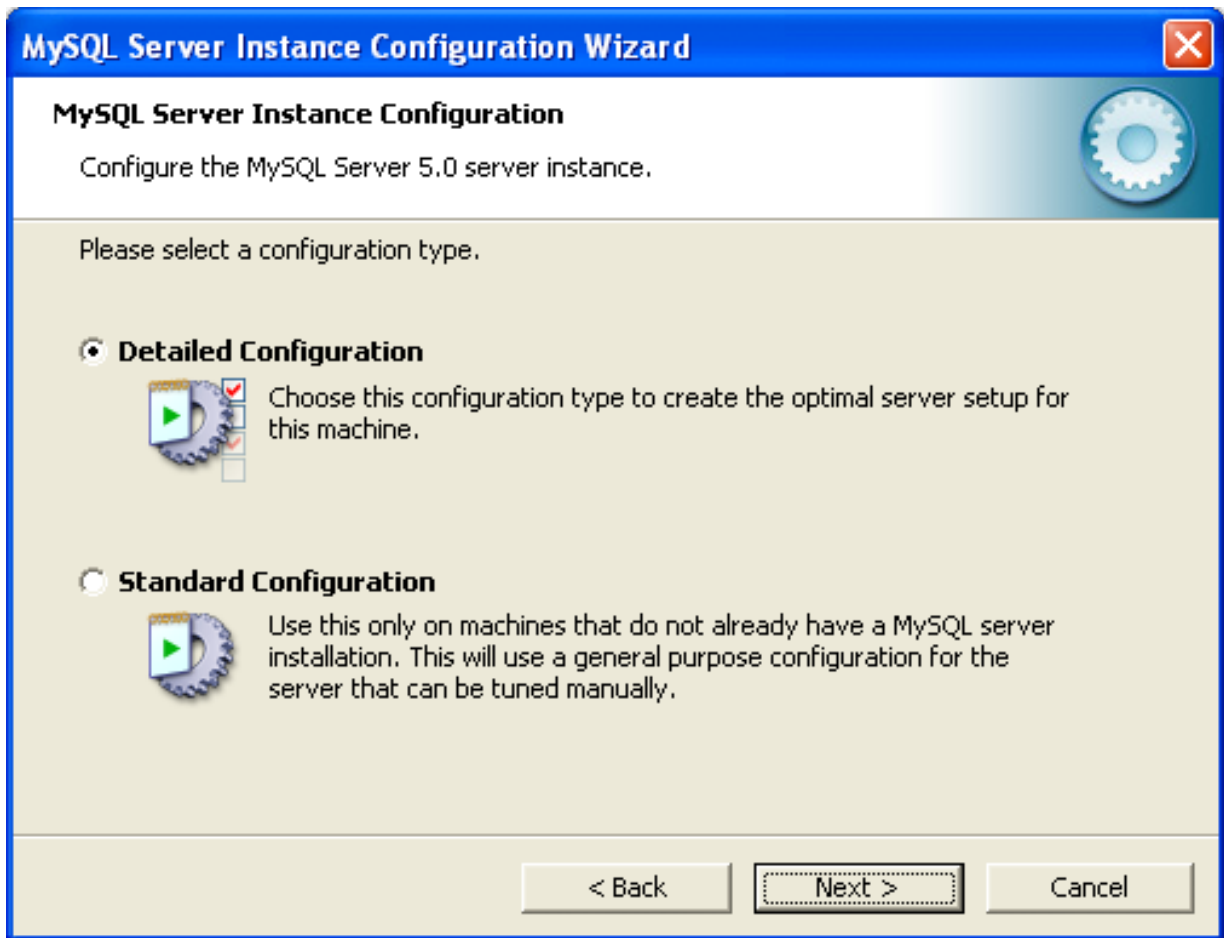 MySQL Server Instance Configuration Wizard
MySQL Server Instance Configuration
Configure the MySQL Server 5.0 server instance.
Please select a configuration type.
Detailed Configuration
Choose this configuration type to create the optimal server setup for
this machine.
Standard Configuration
Use this only on machines that do not already have a MySQL server
installation. This will use a general purpose configuration for the
server that can be tuned manually.
< Back
Next >
Cancel